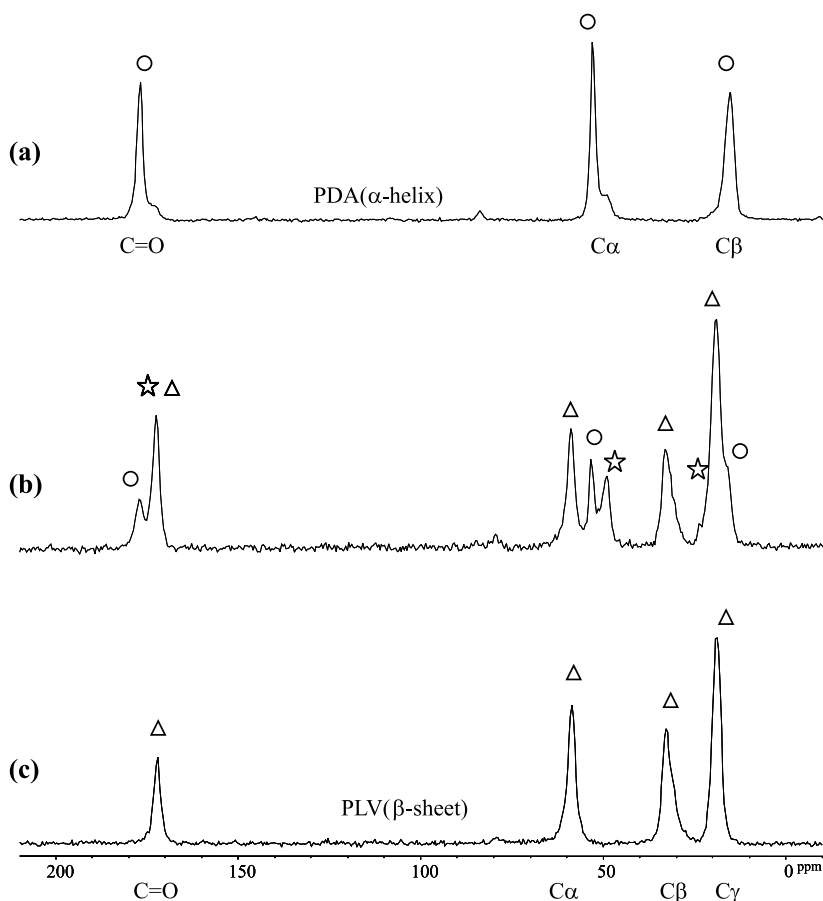 (a)
PDA(α-helix)
C=O Cα Cβ
(b)
(c)
PLV(β-sheet)
200 150 100 50 0 ppm
C=O Cα Cβ Cγ